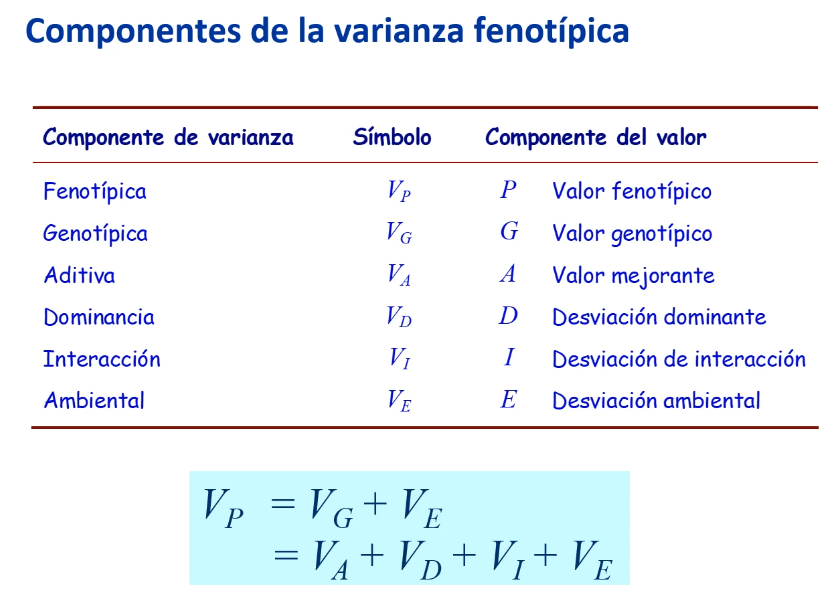 Componentes de la varianza fenotípica
Componente de varianza Símbolo Componente del valor
Fenotípica V_P P Valor fenotípico
Genotípica V_G G Valor genotípico
Aditiva V_A A Valor mejorante
Dominancia V_D D Desviación dominante
Interacción V_I I Desviación de interacción
Ambiental V_E E Desviación ambiental
V_P = V_G + V_E
= V_A + V_D + V_I + V_E